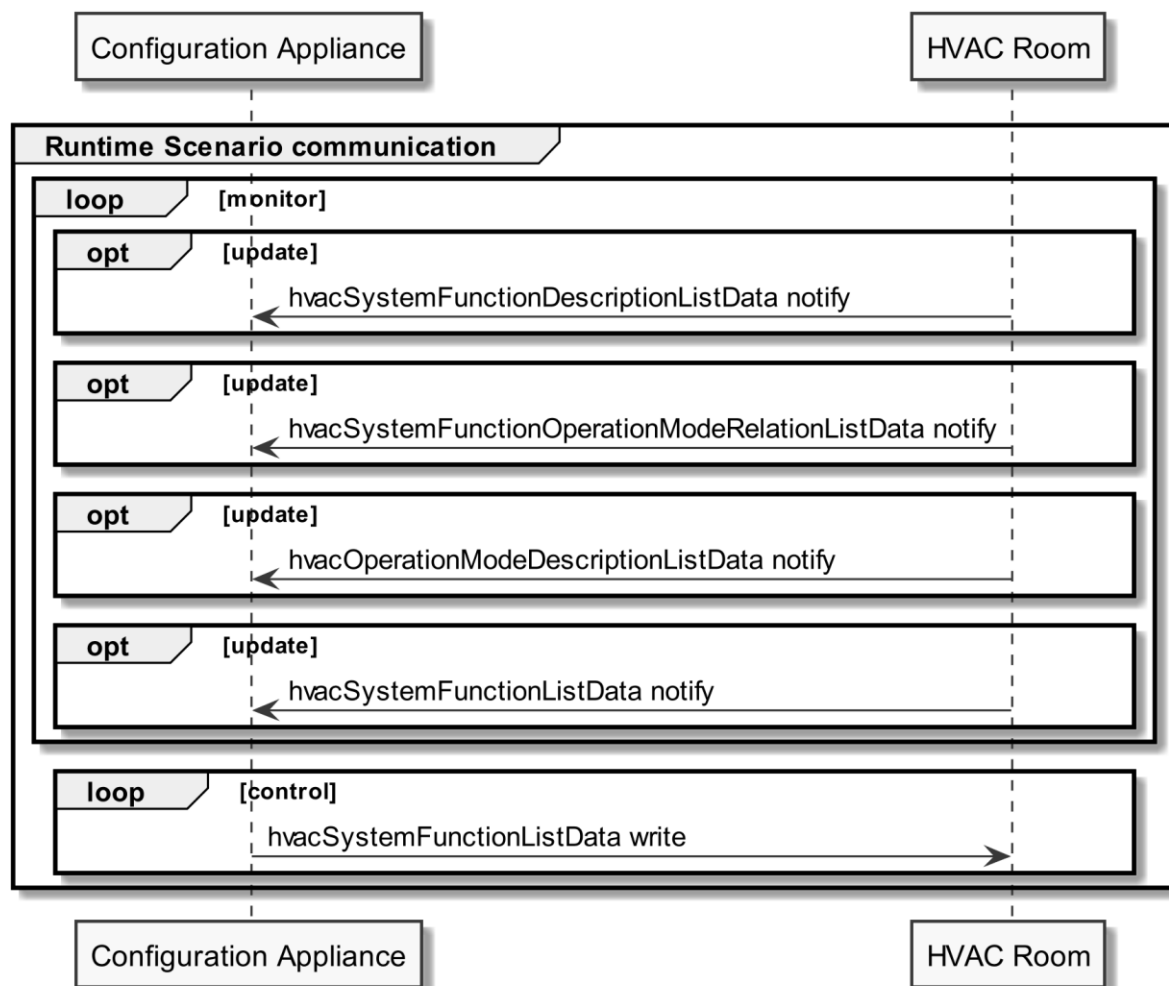 Configuration Appliance
HVAC Room
Runtime Scenario communication
loop [monitor]
opt [update]
hvacSystemFunctionDescriptionListData notify
opt [update]
hvacSystemFunctionOperationModeRelationListData notify
opt [update]
hvacOperationModeDescriptionListData notify
opt [update]
hvacSystemFunctionListData notify
loop [control]
hvacSystemFunctionListData write
Configuration Appliance
HVAC Room